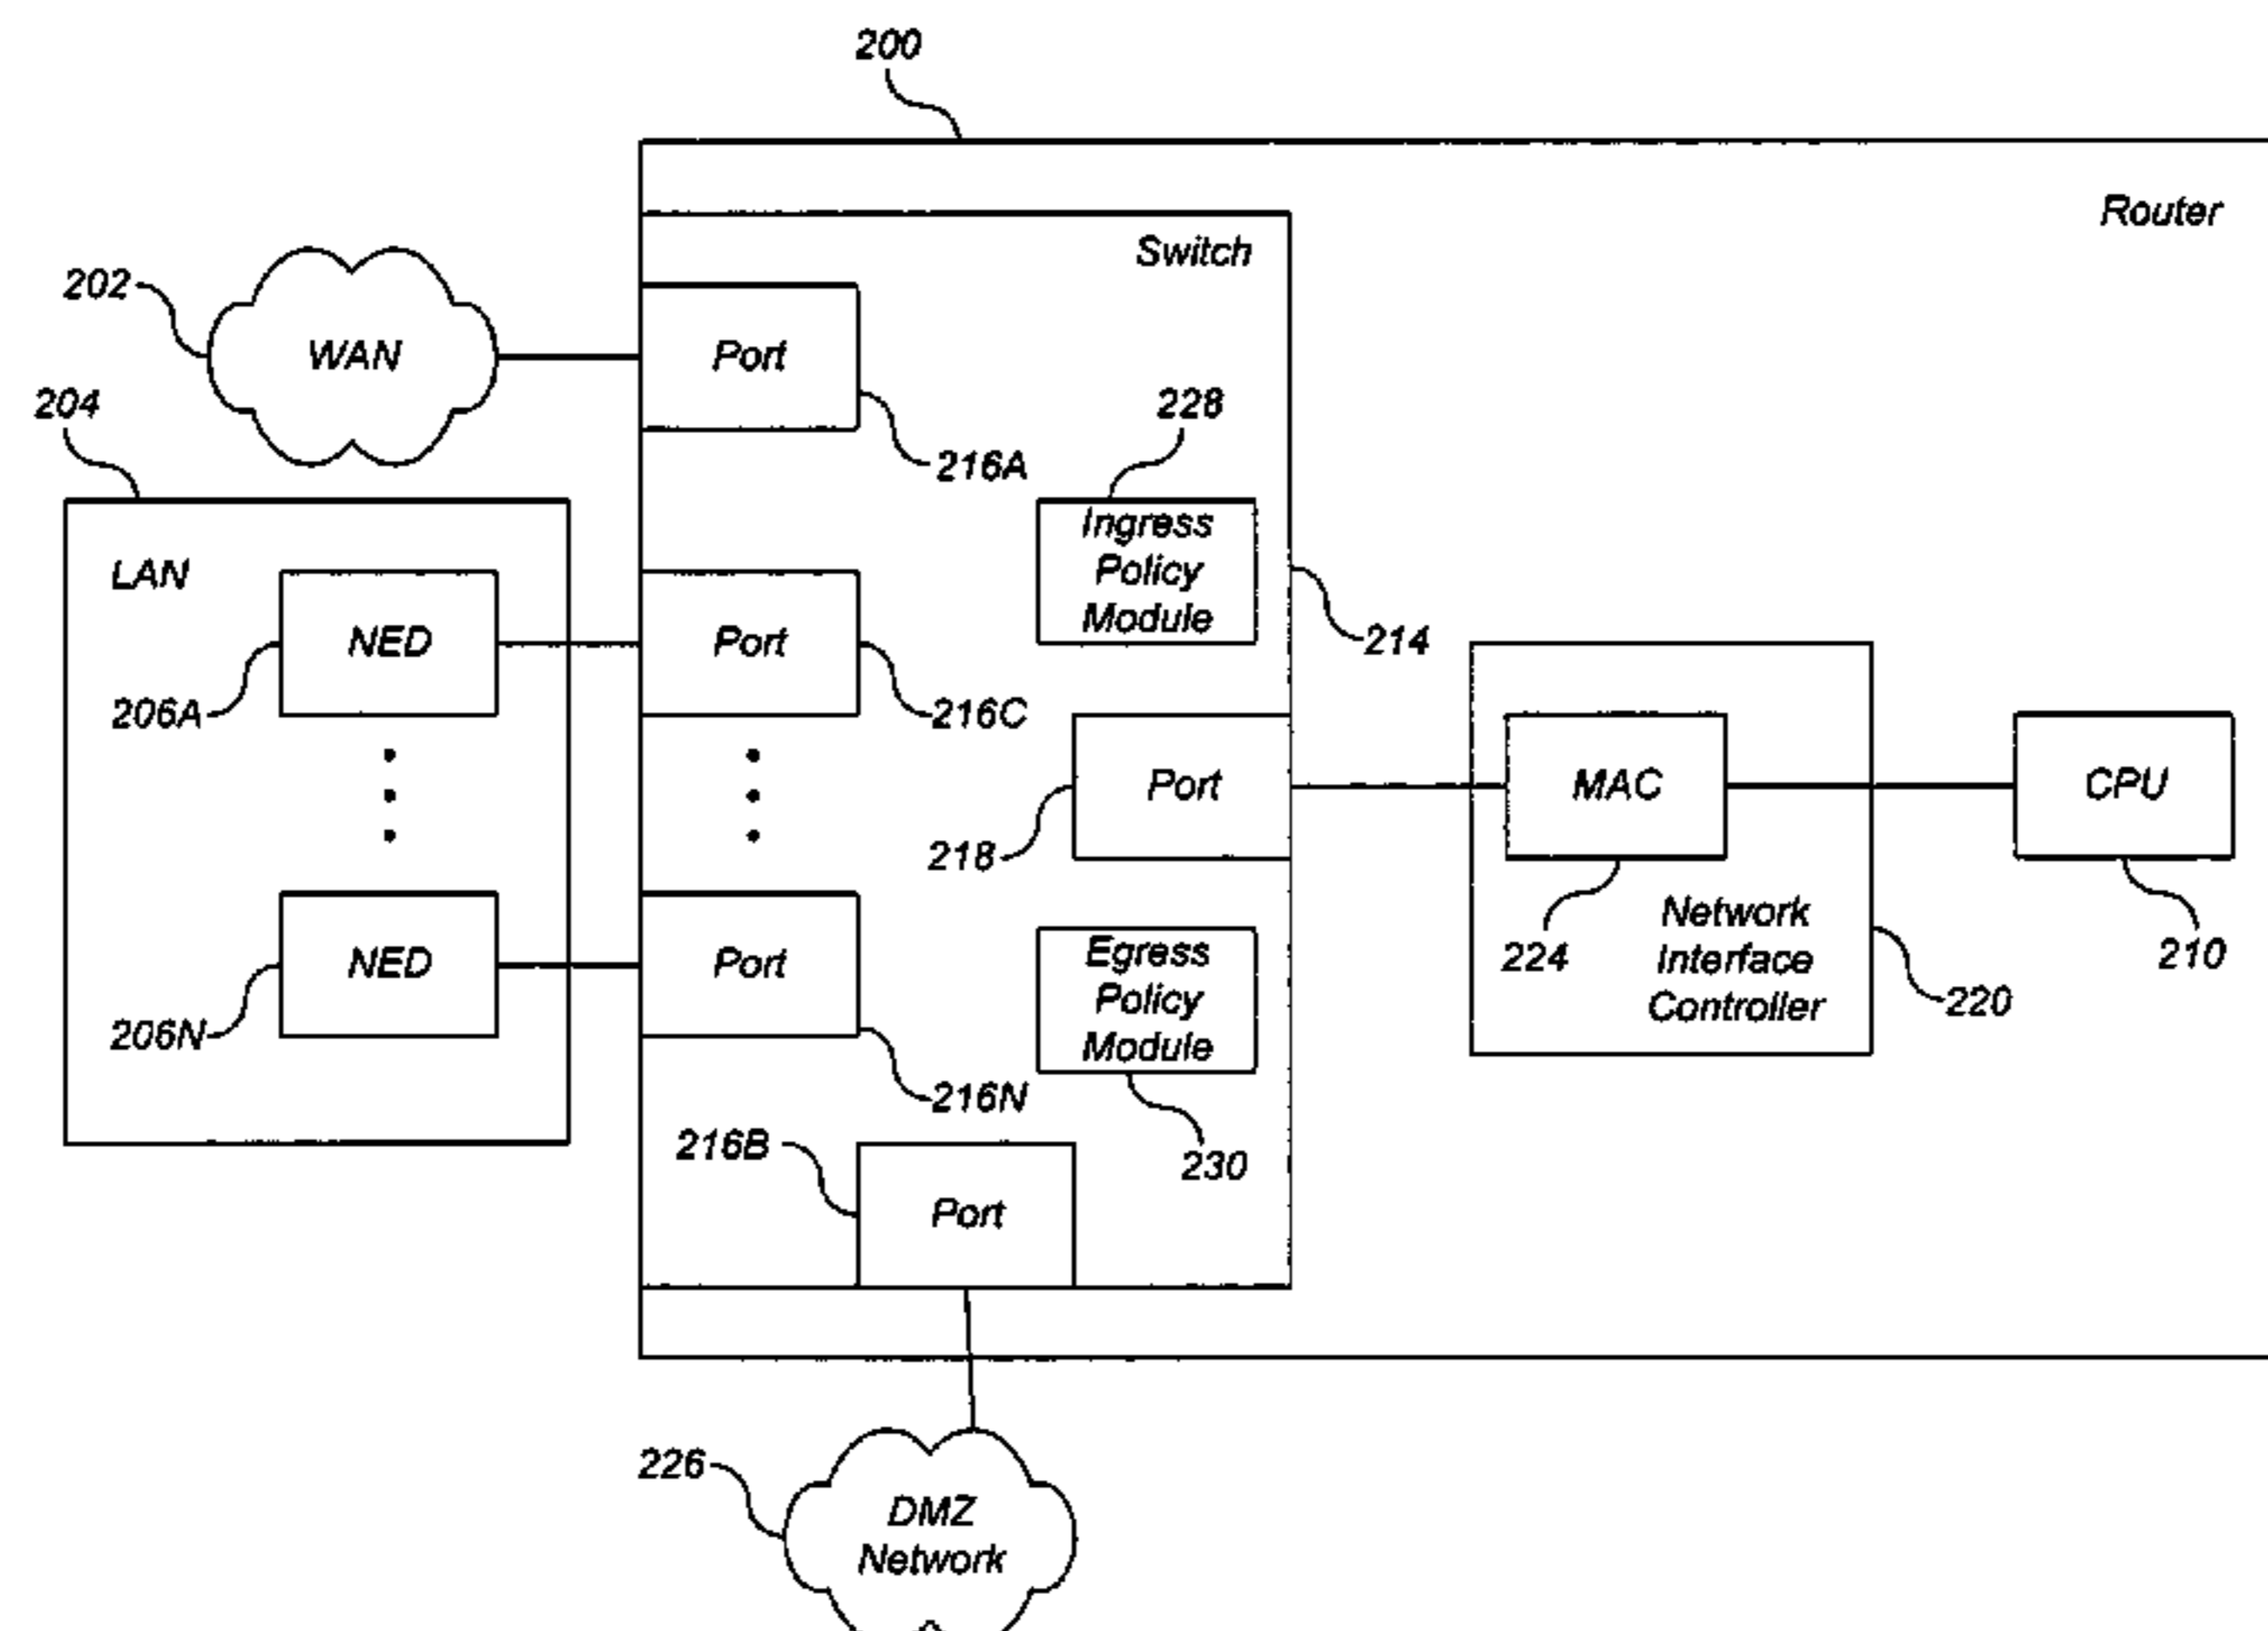 200
Router
Switch
202
WAN
Port
204
228
216A
Ingress
Policy
Module
LAN
NED
Port
214
206A
216C
Port
MAC
CPU
218
Network
Interface
Controller
224
210
220
NED
Port
Egress
Policy
Module
206N
216N
216B
230
Port
226
DMZ
Network